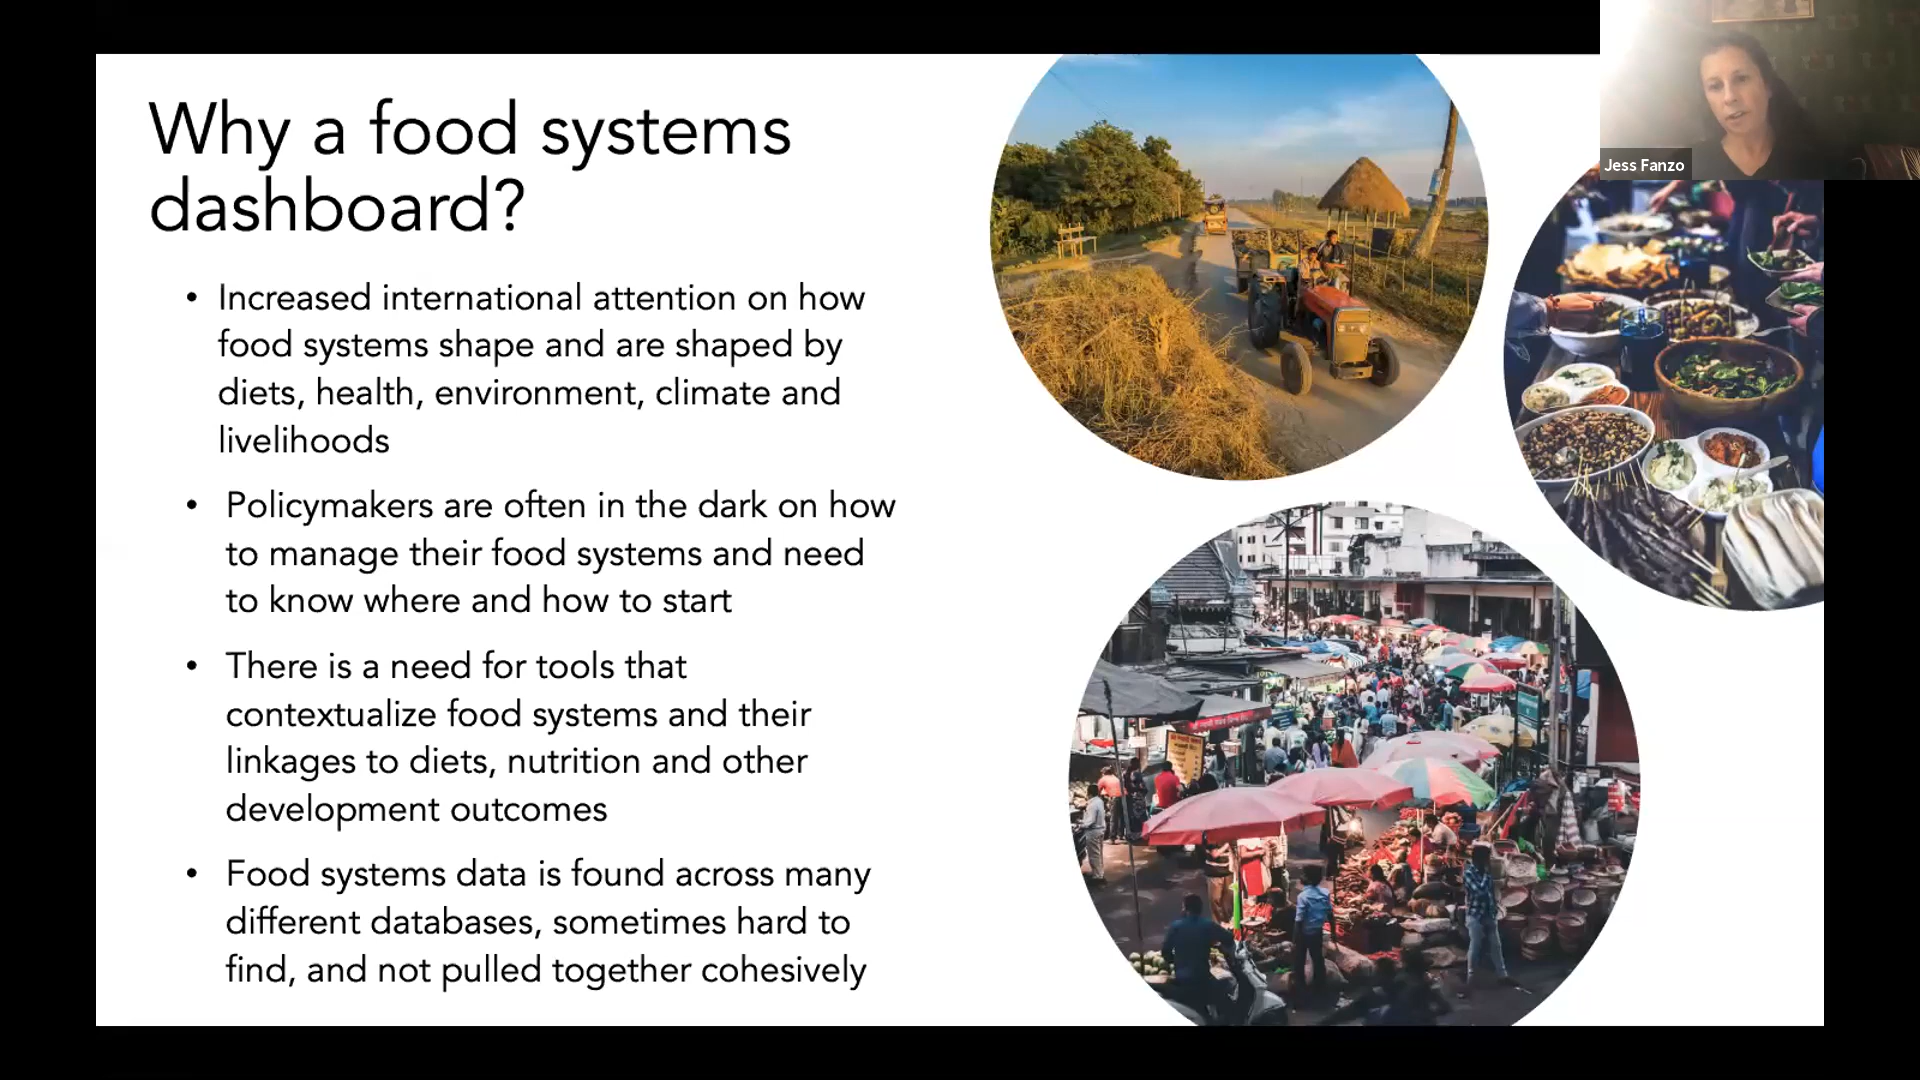 Why a food systems
dashboard?
• Increased international attention on how
food systems shape and are shaped by
diets, health, environment, climate and
livelihoods
• Policymakers are often in the dark on how
to manage their food systems and need
to know where and how to start
• There is a need for tools that
contextualize food systems and their
linkages to diets, nutrition and other
development outcomes
• Food systems data is found across many
different databases, sometimes hard to
find, and not pulled together cohesively
Jess Fanzo